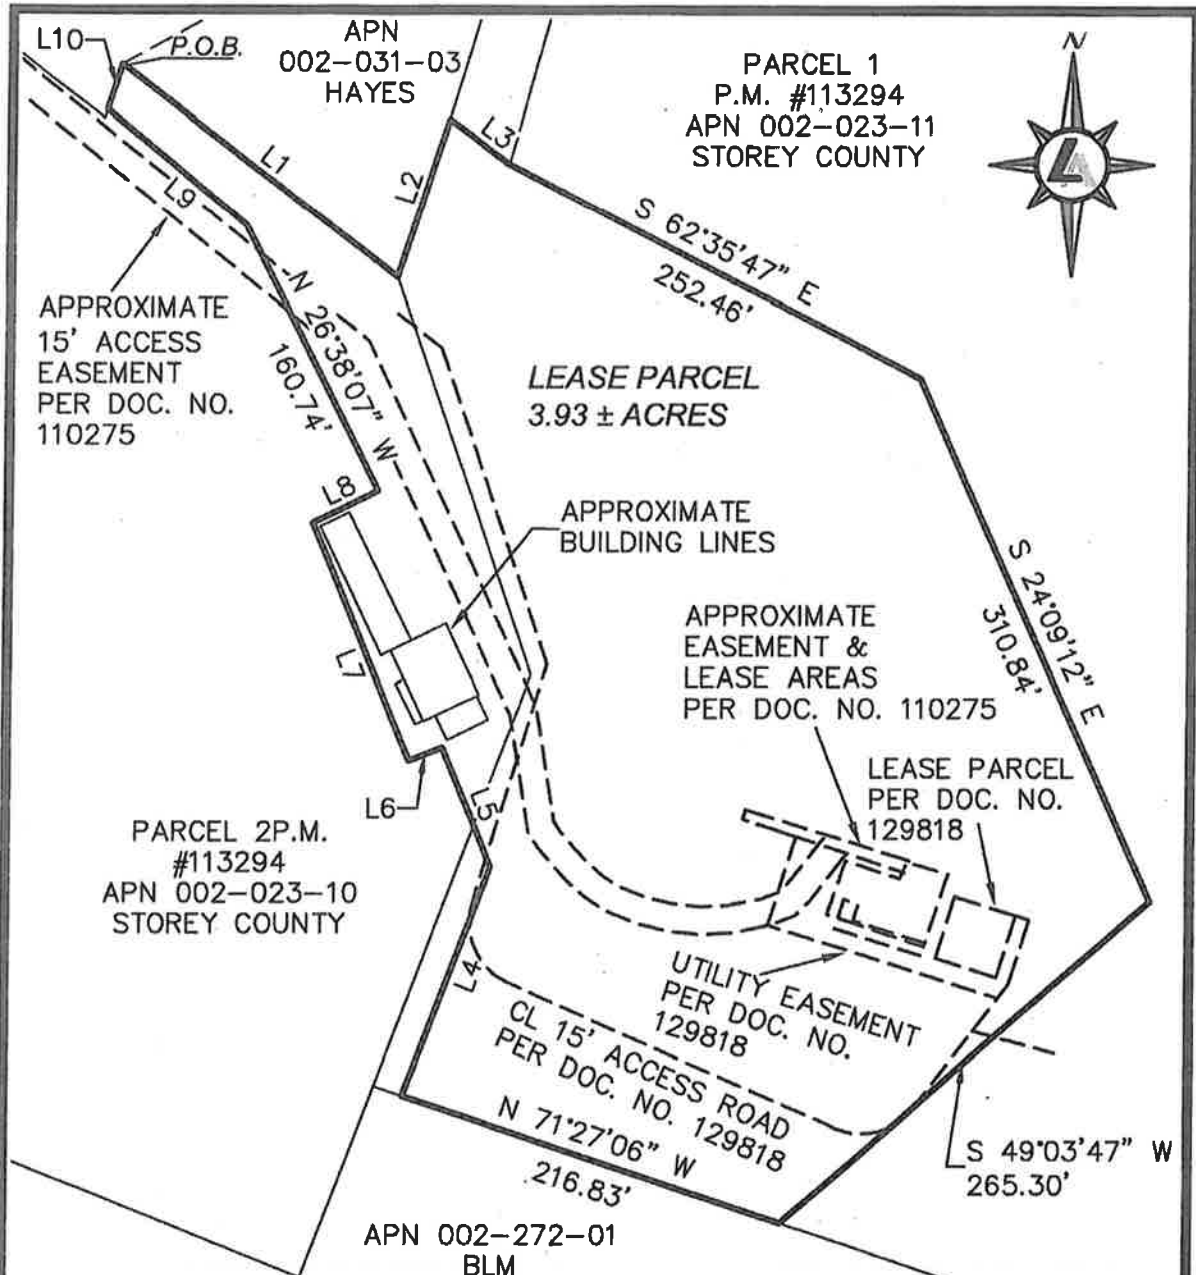 L10
P.O.B.
APN
002-031-03
HAYES
PARCEL 1
P.M. #113294
APN 002-023-11
STOREY COUNTY
N
LA
L1
L2
L3
L9
S 62°35'47" E
252.46'
APPROXIMATE
15' ACCESS
EASEMENT
PER DOC. NO.
110275
N 26°38'07" W
160.74'
LEASE PARCEL
3.93 ± ACRES
L8
APPROXIMATE
BUILDING LINES
S 24°09'12" E
310.84'
APPROXIMATE
EASEMENT &
LEASE AREAS
PER DOC. NO. 110275
L7
LEASE PARCEL
PER DOC. NO.
129818
L6
L5
PARCEL 2P.M.
#113294
APN 002-023-10
STOREY COUNTY
L4
UTILITY EASEMENT
PER DOC. NO.
129818
CL 15' ACCESS ROAD
PER DOC. NO. 129818
N 71°27'06" W
216.83'
S 49°03'47" W
265.30'
APN 002-272-01
BLM